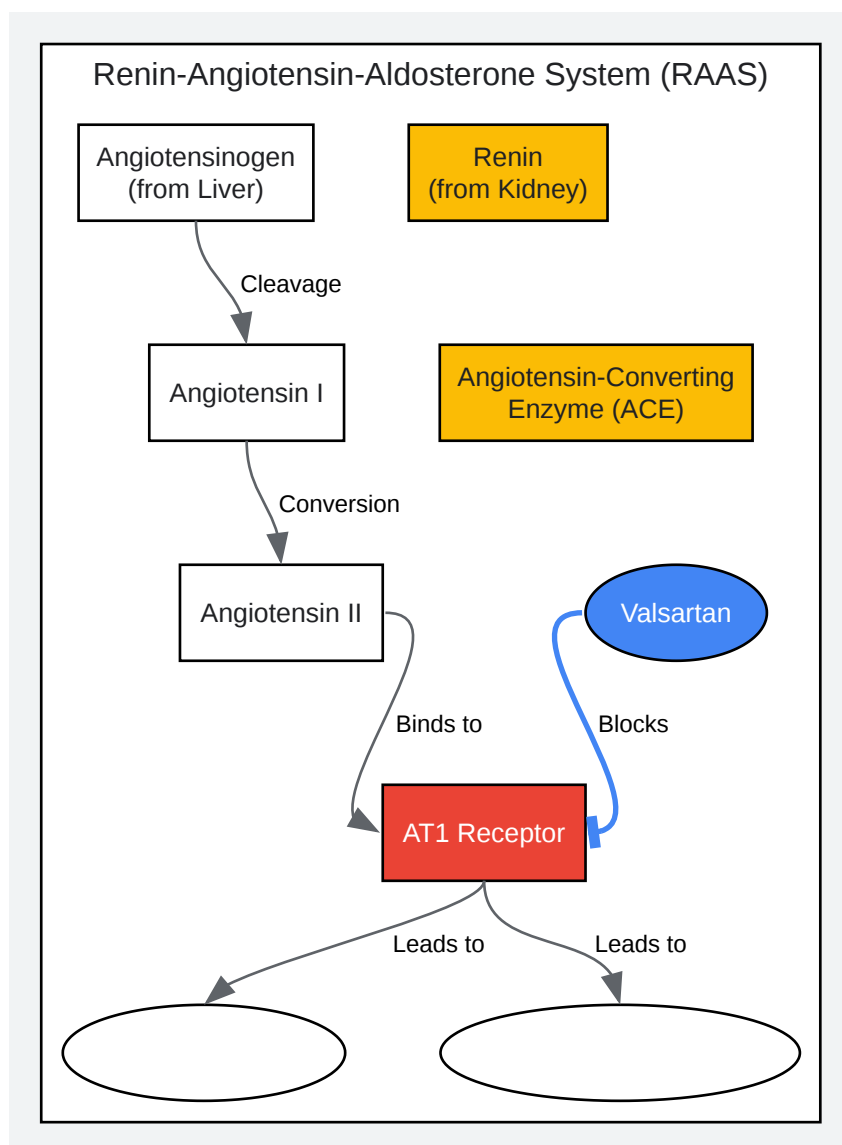 Renin-Angiotensin-Aldosterone System (RAAS)
Angiotensinogen
(from Liver)
Renin
(from Kidney)
Cleavage
Angiotensin I
Angiotensin-Converting
Enzyme (ACE)
Conversion
Angiotensin II
Valsartan
Binds to
Blocks
AT1 Receptor
Leads to
Leads to